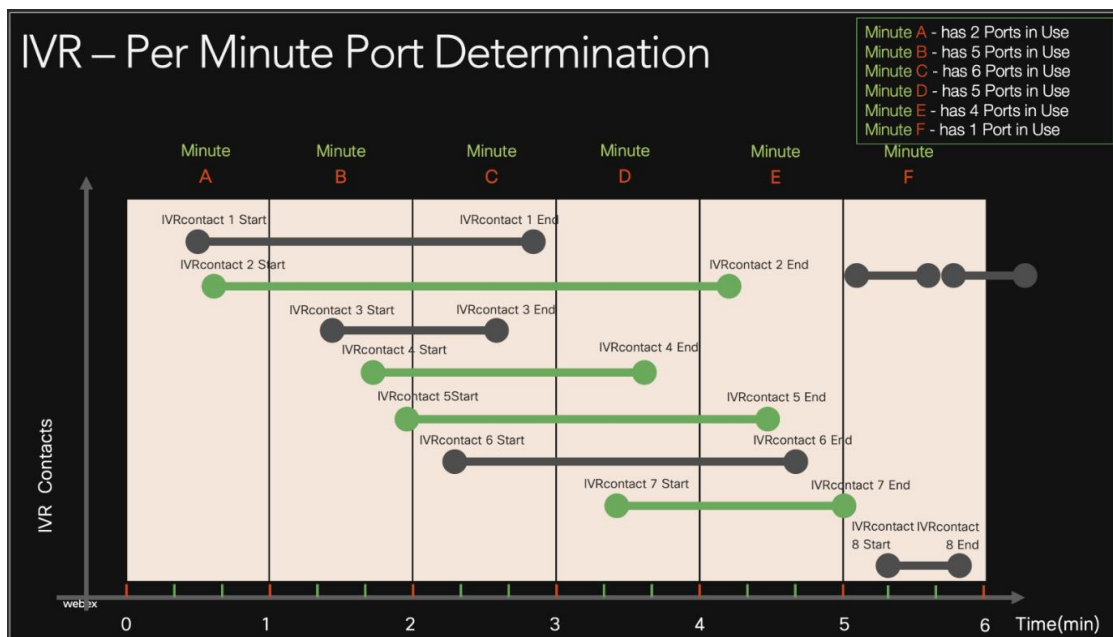 IVR – Per Minute Port Determination
Minute A - has 2 Ports in Use
Minute B - has 5 Ports in Use
Minute C - has 6 Ports in Use
Minute D - has 5 Ports in Use
Minute E - has 4 Ports in Use
Minute F - has 1 Port in Use
Minute Minute Minute Minute Minute Minute
A B C D E F
IVRcontact 1 Start IVRcontact 1 End
IVRcontact 2 Start IVRcontact 2 End
IVRcontact 3 Start IVRcontact 3 End
IVRcontact 4 Start IVRcontact 4 End
IVRcontact 5Start IVRcontact 5 End
IVRcontact 6 Start IVRcontact 6 End
IVRcontact 7 Start IVRcontact 7 End
IVRcontact IVRcontact
8 Start 8 End
IVR Contacts
webex
0 1 2 3 4 5 6 Time(min)